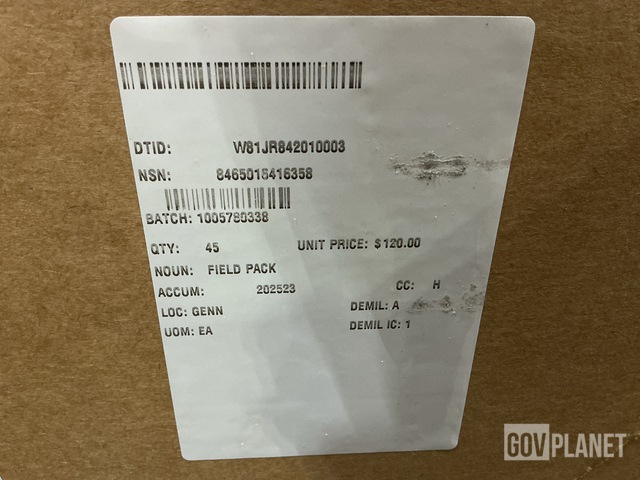 DTID: W81JR842010003
NSN: 8465015416358
BATCH: 1005780338
QTY: 45 UNIT PRICE: $120.00
NOUN: FIELD PACK
ACCUM: 202523 CC: H
LOC: GENN DEMIL: A
UOM: EA DEMIL IC: 1
GOVPLANET